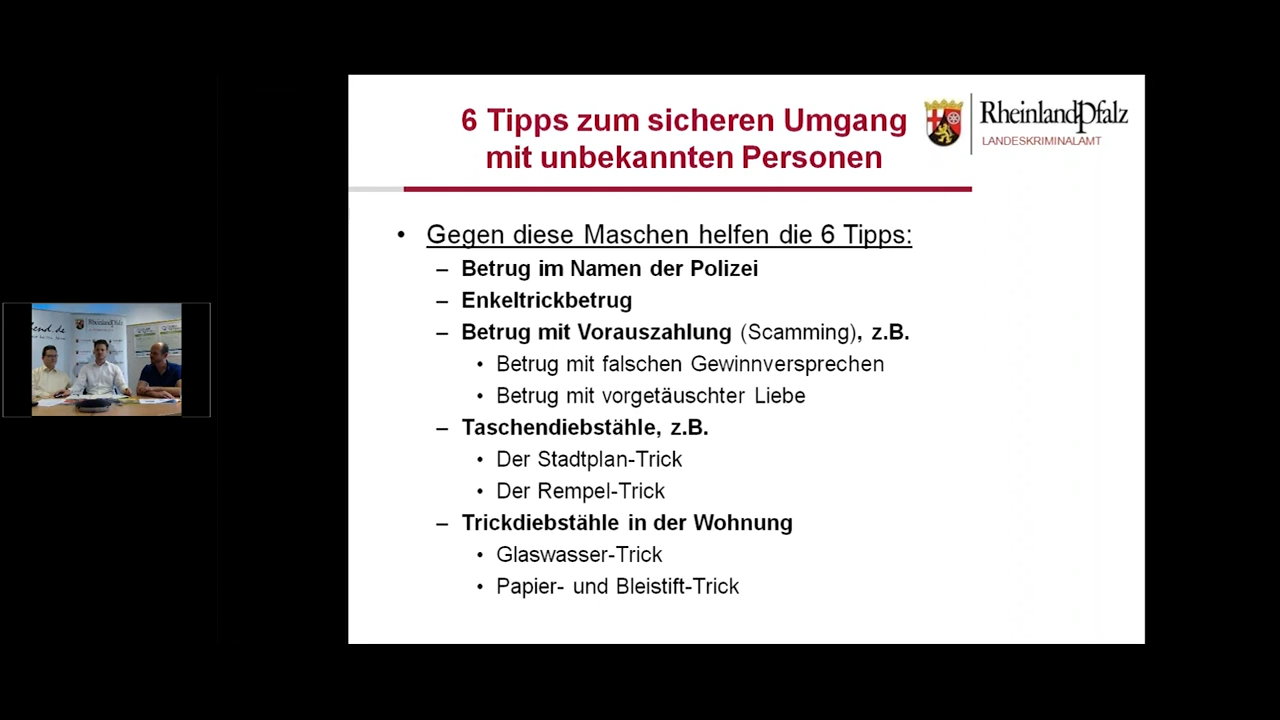 6 Tipps zum sicheren Umgang
mit unbekannten Personen
RheinlandPfalz
LANDESKRIMINALAMT
• Gegen diese Maschen helfen die 6 Tipps:
– Betrug im Namen der Polizei
– Enkeltrickbetrug
– Betrug mit Vorauszahlung (Scamming), z.B.
• Betrug mit falschen Gewinnversprechen
• Betrug mit vorgetäuschter Liebe
– Taschendiebstähle, z.B.
• Der Stadtplan-Trick
• Der Rempel-Trick
– Trickdiebstähle in der Wohnung
• Glaswasser-Trick
• Papier- und Bleistift-Trick
RheinlandPfalz